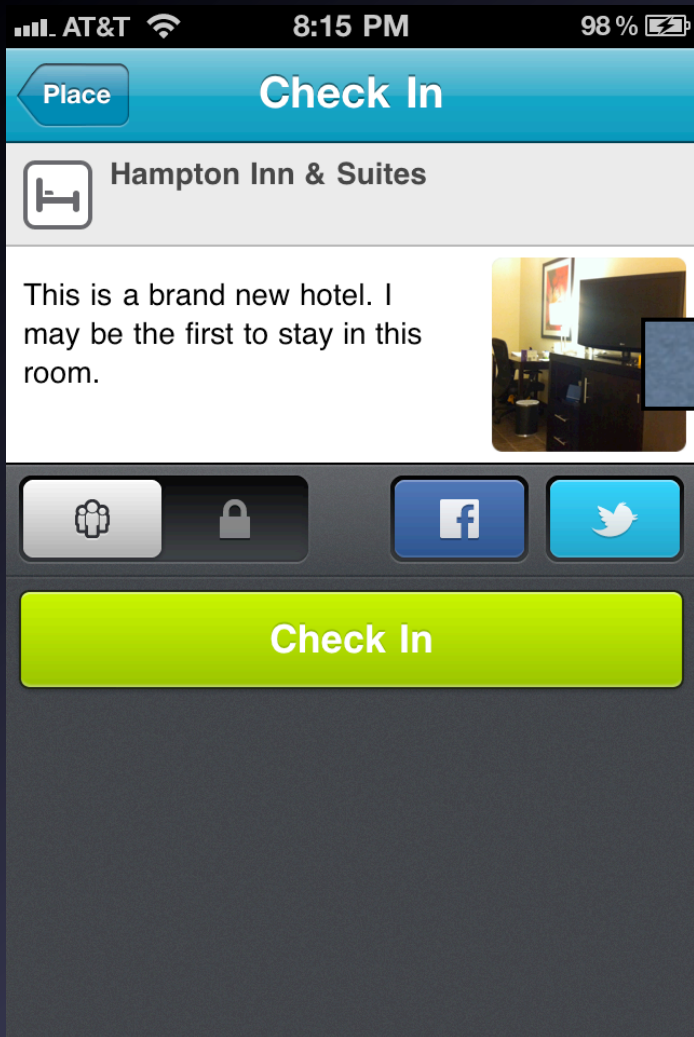 AT&T 8:15 PM 98%
Place Check In
Hampton Inn & Suites
This is a brand new hotel. I
may be the first to stay in this
room.
f
Check In